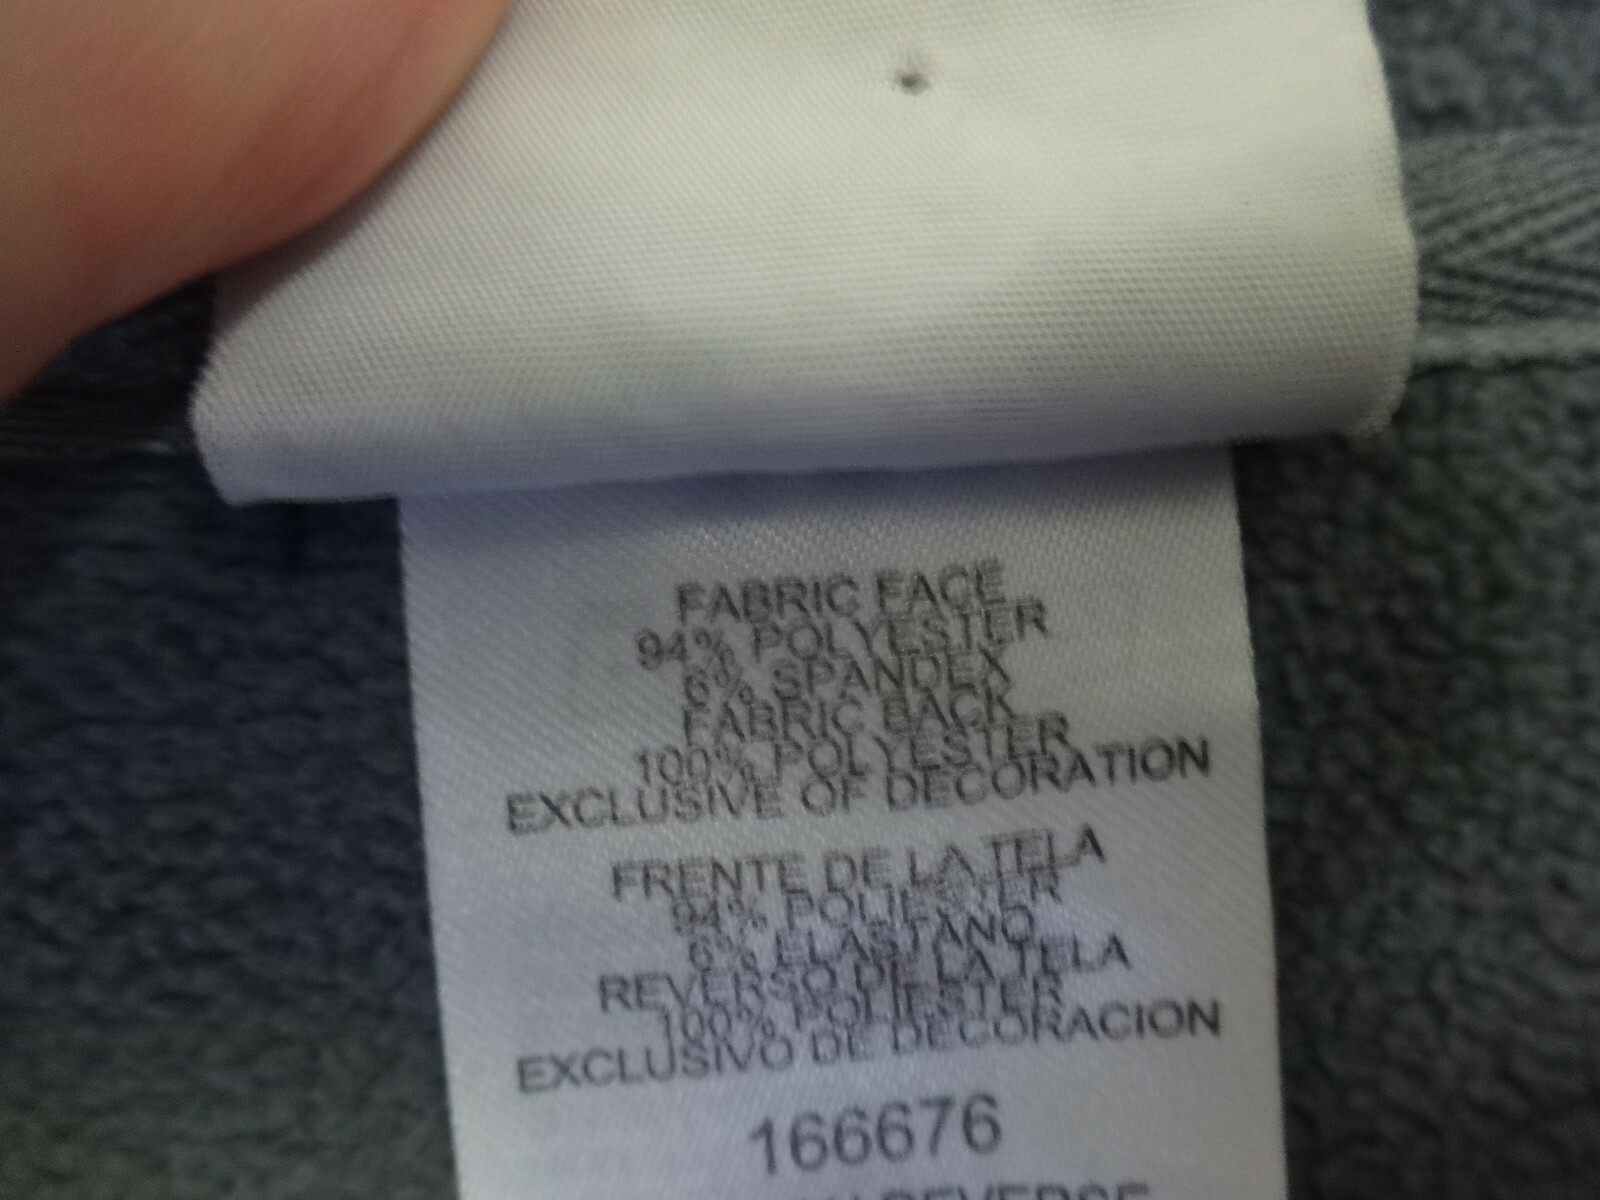 FABRIC FACE
94% POLYESTER
6% SPANDEX
FABRIC BACK
100% POLYESTER
EXCLUSIVE OF DECORATION
FRENTE DE LA TELA
94% POLIESTER
6% ELASTANO
REVERSO DE LA TELA
100% POLIESTER
EXCLUSIVO DE DECORACION
166676
REVERSE